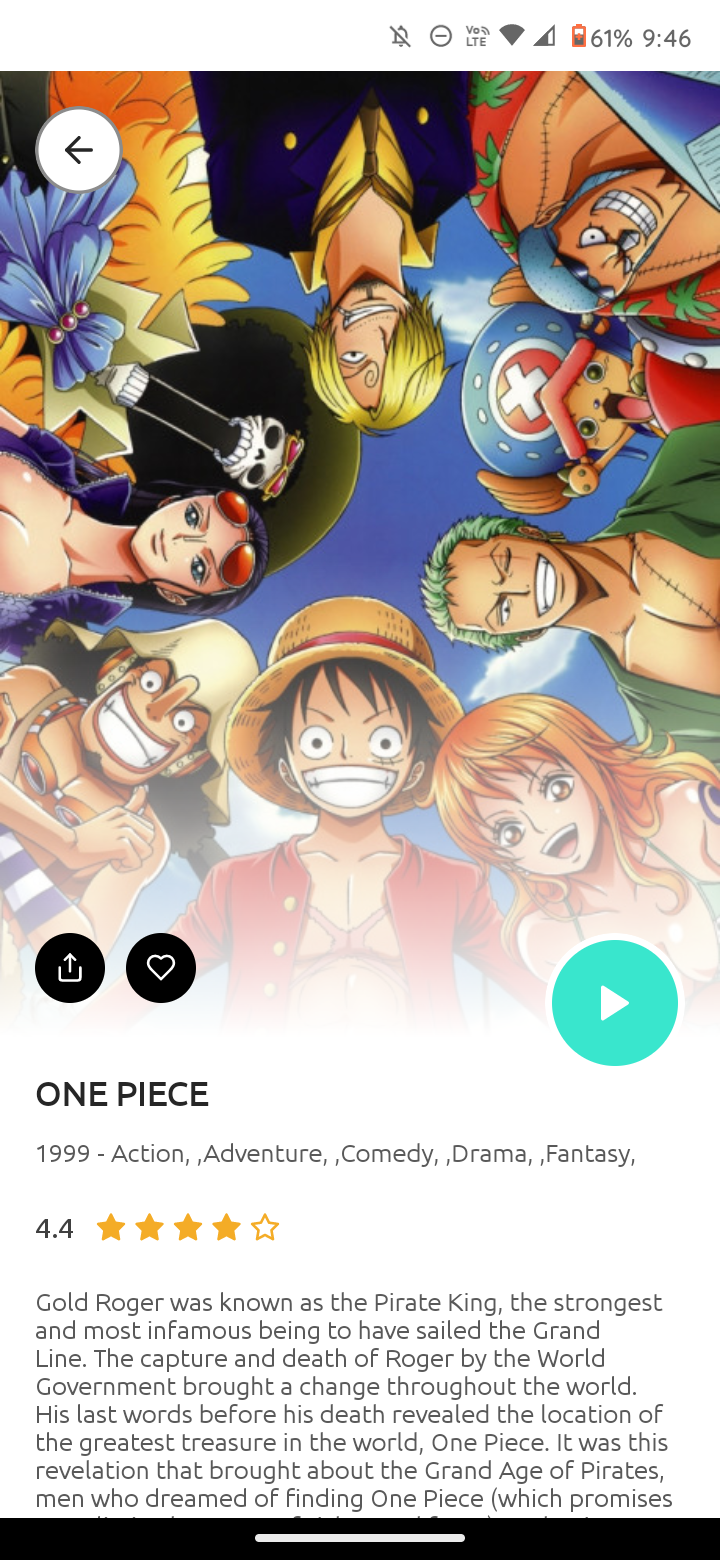 Vo LTE 61% 9:46
ONE PIECE
1999 - Action, ,Adventure, ,Comedy, ,Drama, ,Fantasy,
4.4
Gold Roger was known as the Pirate King, the strongest
and most infamous being to have sailed the Grand
Line. The capture and death of Roger by the World
Government brought a change throughout the world.
His last words before his death revealed the location of
the greatest treasure in the world, One Piece. It was this
revelation that brought about the Grand Age of Pirates,
men who dreamed of finding One Piece (which promises